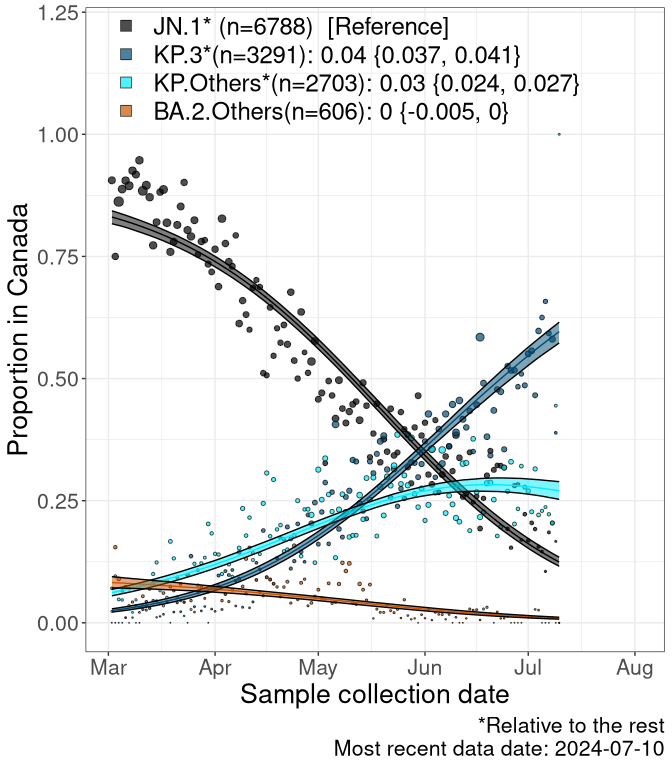 1.25
JN.1* (n=6788)  [Reference]
KP.3*(n=3291): 0.04 {0.037, 0.041}
KP.Others*(n=2703): 0.03 {0.024, 0.027}
BA.2.Others(n=606): 0 {-0.005, 0}
1.00
0.75
0.50
0.25
0.00
Proportion in Canada
Mar Apr May Jun Jul Aug
Sample collection date
*Relative to the rest
Most recent data date: 2024-07-10